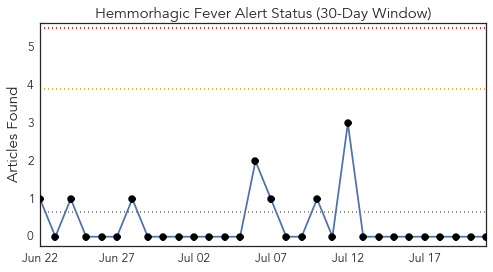 Hemmorhagic Fever Alert Status (30-Day Window)
Articles Found
5
4
3
2
1
0
Jun 22 Jun 27 Jul 02 Jul 07 Jul 12 Jul 17